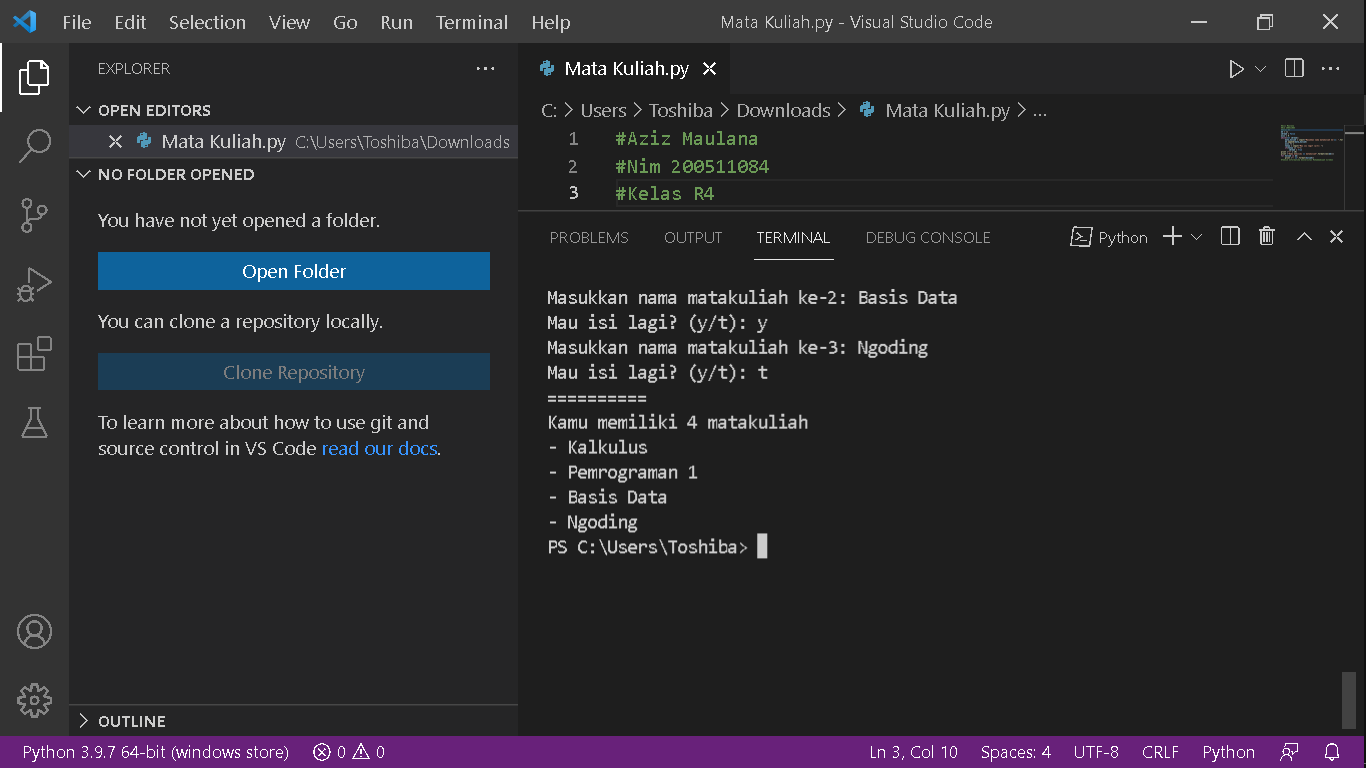 File Edit Selection View Go Run Terminal Help Mata Kuliah.py - Visual Studio Code
EXPLORER
OPEN EDITORS
Mata Kuliah.py C:\Users\Toshiba\Downloads
NO FOLDER OPENED
You have not yet opened a folder.
Open Folder
You can clone a repository locally.
Clone Repository
To learn more about how to use git and
source control in VS Code read our docs.
OUTLINE
Mata Kuliah.py
C: > Users > Toshiba > Downloads > Mata Kuliah.py > ...
1 #Aziz Maulana
2 #Nim 200511084
3 #Kelas R4
PROBLEMS OUTPUT TERMINAL DEBUG CONSOLE Python
Masukkan nama matakuliah ke-2: Basis Data
Mau isi lagi? (y/t): y
Masukkan nama matakuliah ke-3: Ngoding
Mau isi lagi? (y/t): t
==========
Kamu memiliki 4 matakuliah
- Kalkulus
- Pemrograman 1
- Basis Data
- Ngoding
PS C:\Users\Toshiba>
Python 3.9.7 64-bit (windows store) 0 0 Ln 3, Col 10 Spaces: 4 UTF-8 CRLF Python